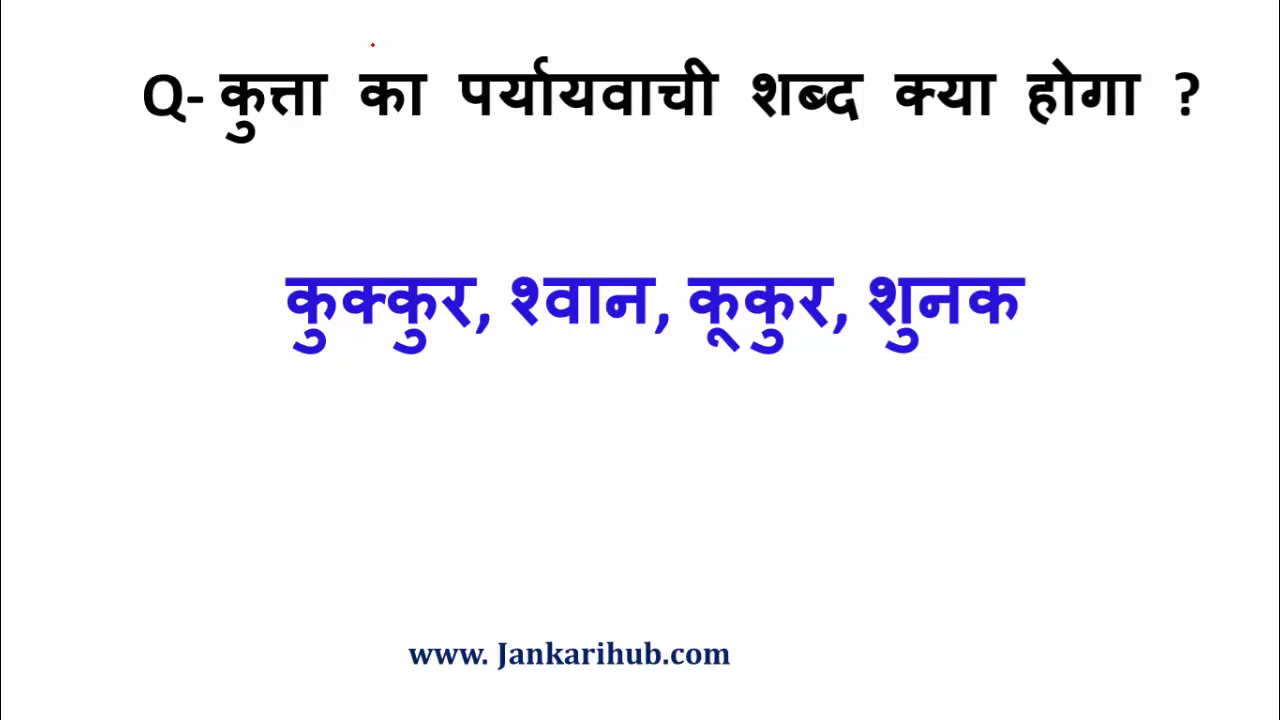 Q- कुत्ता का पर्यायवाची शब्द क्या होगा ?
कुक्कुर, श्वान, कूकुर, शुनक
www. Jankarihub.com